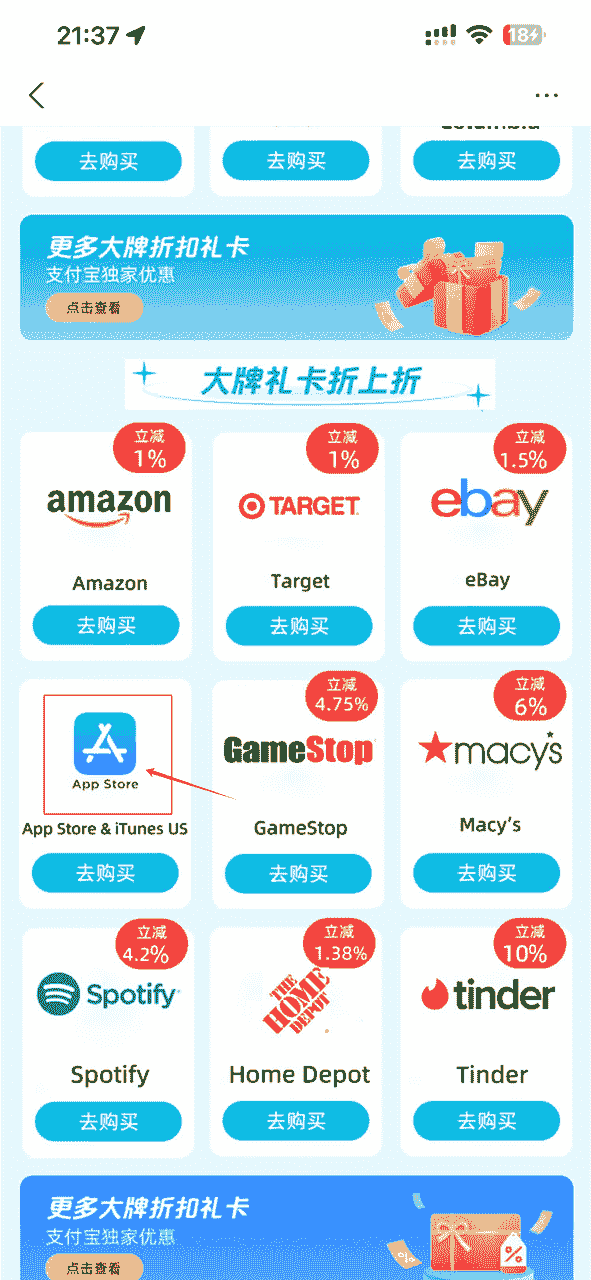 21:37
18
去购买
去购买
去购买
更多大牌折扣礼卡
支付宝独家优惠
点击查看
大牌礼卡折上折
立减
1%
立减
1%
立减
1.5%
amazon
TARGET
ebay
Amazon
Target
eBay
去购买
去购买
去购买
立减
4.75%
立减
6%
App Store
GameStop
macy's
App Store & iTunes US
GameStop
Macy's
去购买
去购买
去购买
立减
4.2%
立减
1.38%
立减
10%
Spotify
THE
HOME
DEPOT
tinder
Spotify
Home Depot
Tinder
去购买
去购买
去购买
更多大牌折扣礼卡
支付宝独家优惠
点击查看
%
%